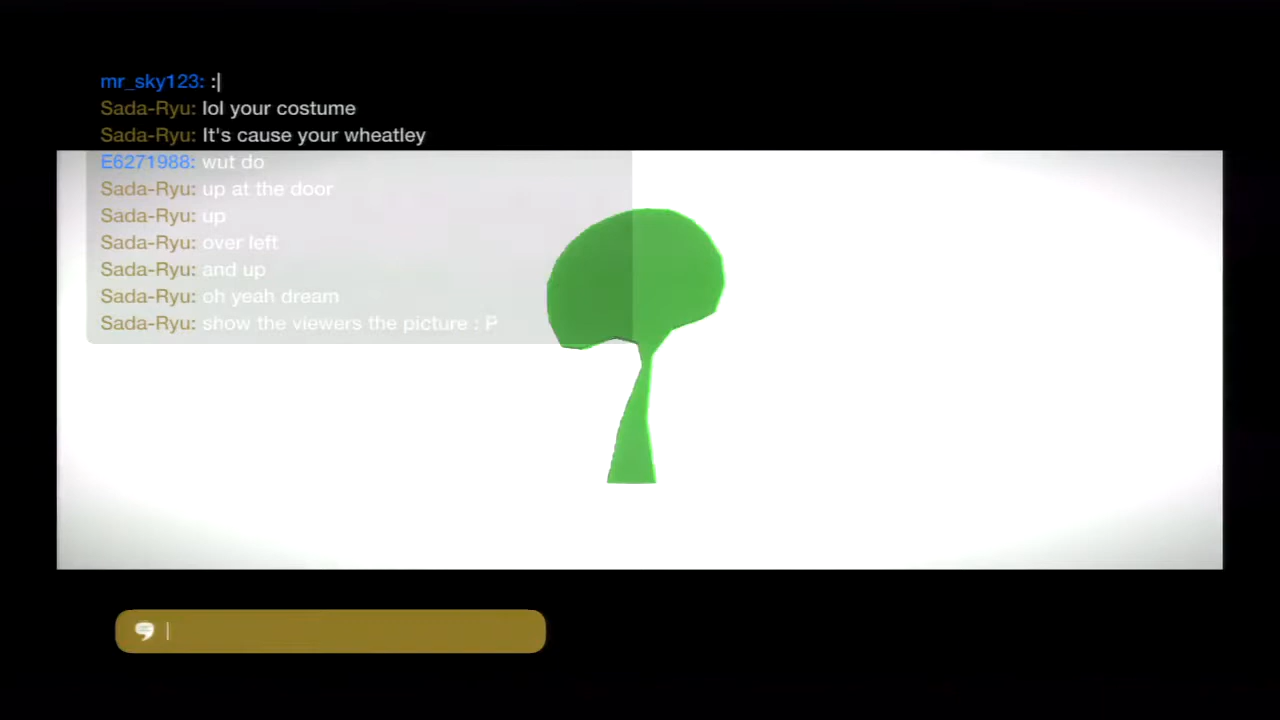 mr_sky123: :|
Sada-Ryu: lol your costume
Sada-Ryu: It's cause your wheatley
E6271988: wut do
Sada-Ryu: up at the door
Sada-Ryu: up
Sada-Ryu: over left
Sada-Ryu: and up
Sada-Ryu: oh yeah dream
Sada-Ryu: show the viewers the picture : P